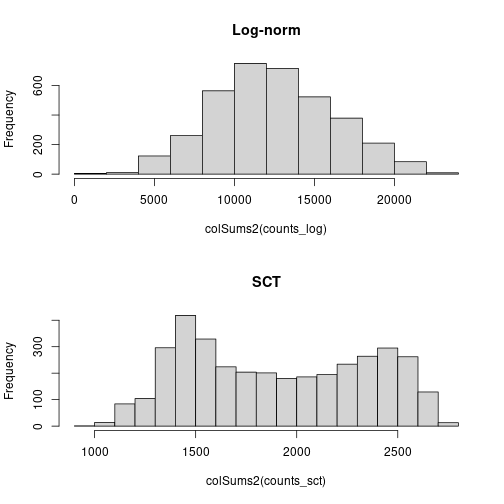 Log-norm
Frequency
600
200
0
0 5000 10000 15000 20000
colSums2(counts_log)
SCT
Frequency
300
100
0
1000 1500 2000 2500
colSums2(counts_sct)